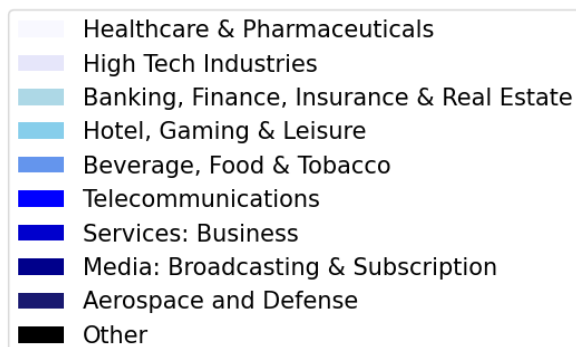 Healthcare & Pharmaceuticals
High Tech Industries
Banking, Finance, Insurance & Real Estate
Hotel, Gaming & Leisure
Beverage, Food & Tobacco
Telecommunications
Services: Business
Media: Broadcasting & Subscription
Aerospace and Defense
Other